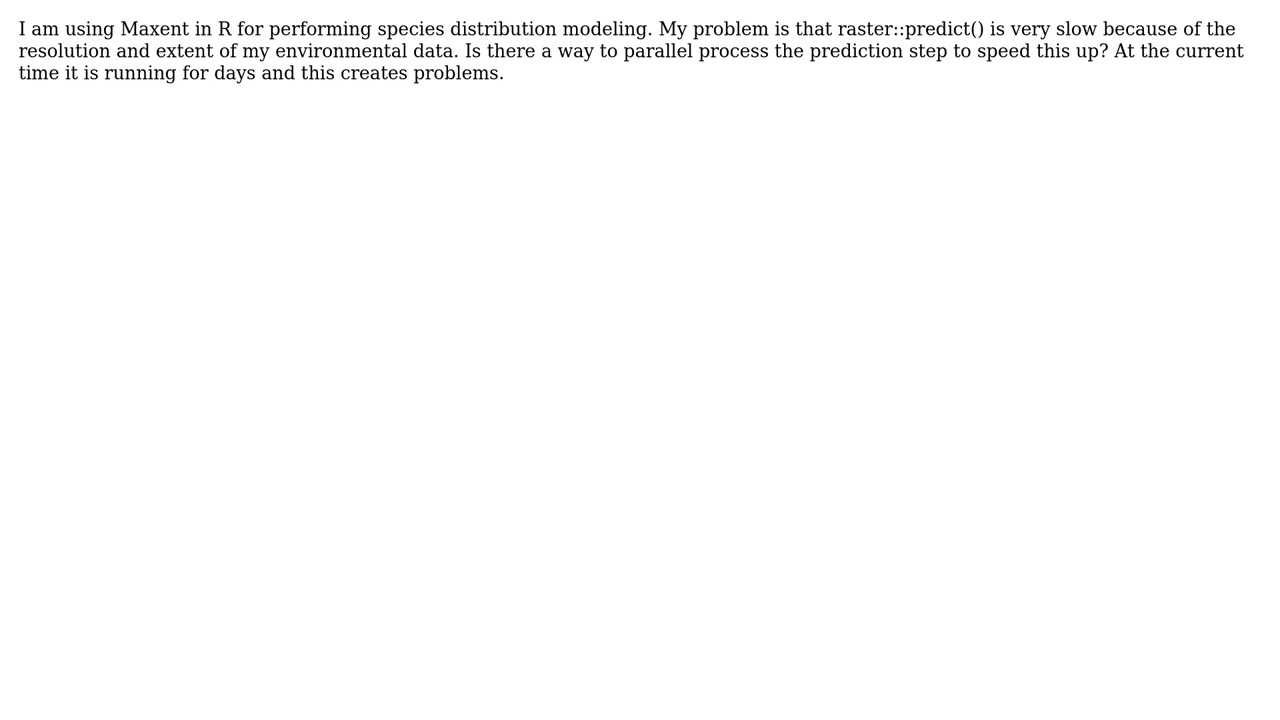 I am using Maxent in R for performing species distribution modeling. My problem is that raster::predict() is very slow because of the
resolution and extent of my environmental data. Is there a way to parallel process the prediction step to speed this up? At the current
time it is running for days and this creates problems.